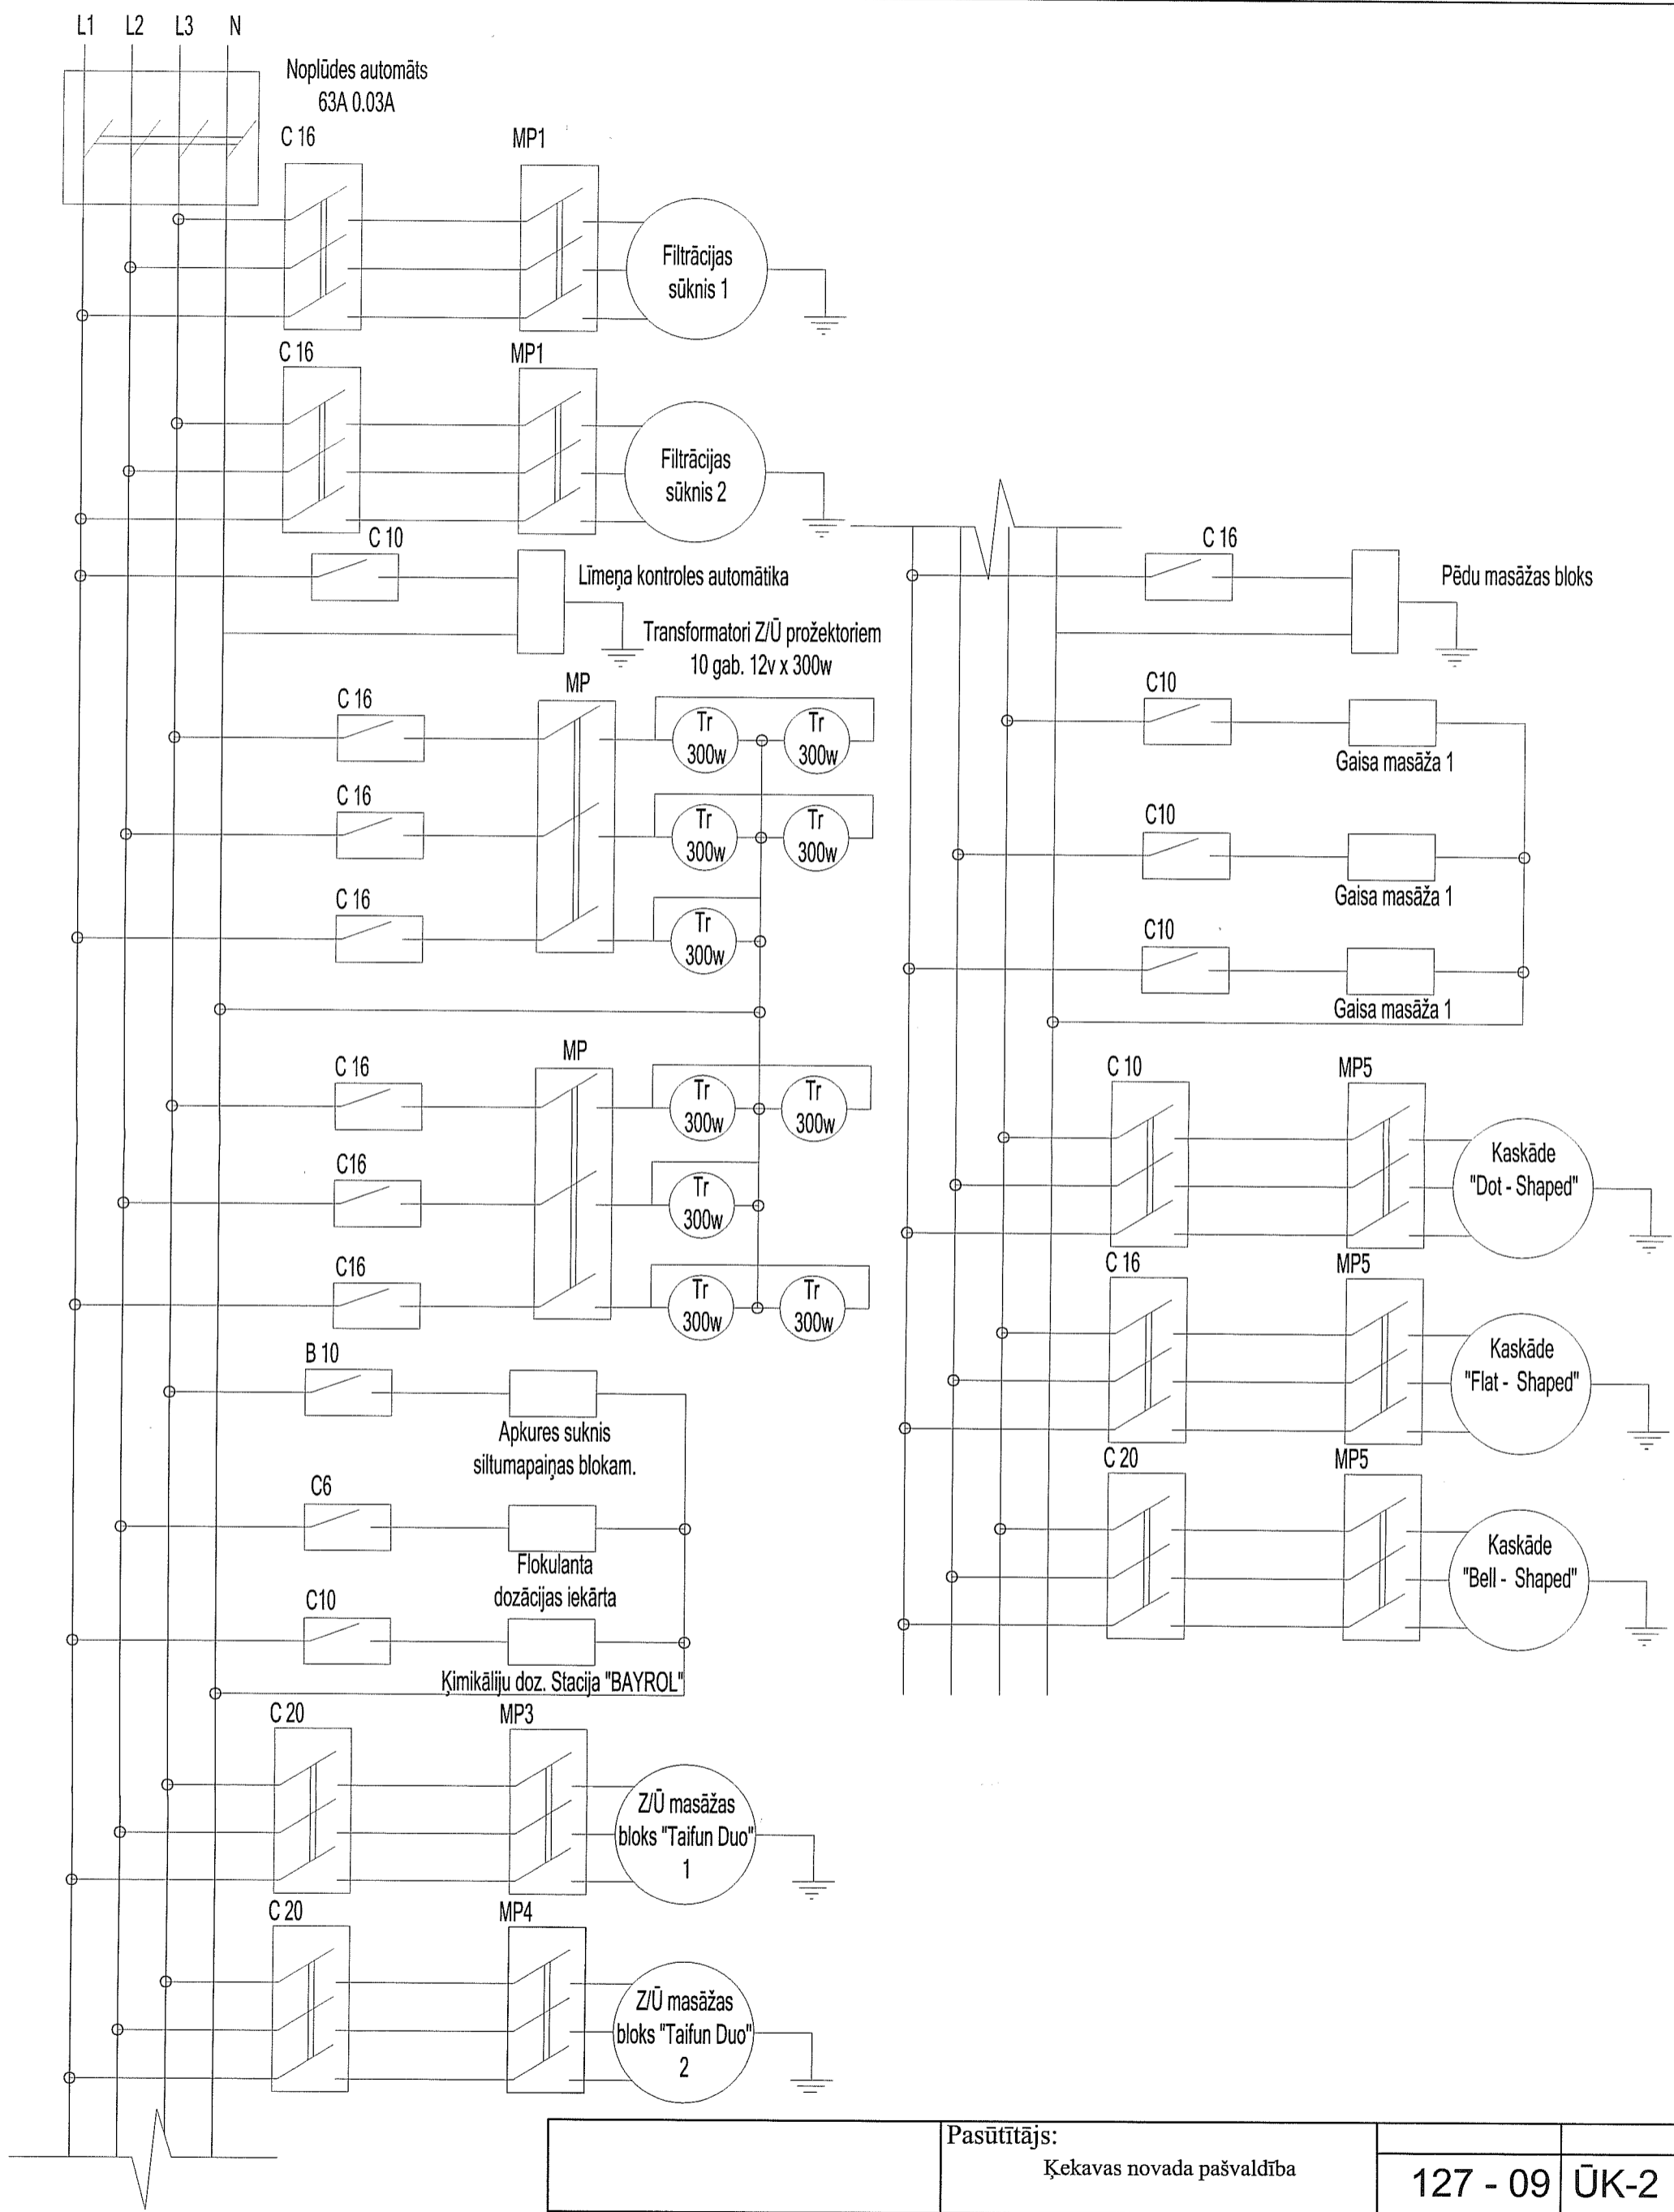 L1 L2 L3 N
Noplūdes automāts
63A 0.03A
C 16 MP1
Filtrācijas
sūknis 1
C 16 MP1
Filtrācijas
sūknis 2
C 10
Līmeņa kontroles automātika
Transformatori Z/Ū prožektoriem
10 gab. 12v x 300w
MP
C 16
Tr
300w
Tr
300w
C 16
Tr
300w
Tr
300w
C 16
Tr
300w
MP
C 16
Tr
300w
Tr
300w
C16
Tr
300w
C16
Tr
300w
Tr
300w
B 10
Apkures suknis
siltumapaiņas blokam.
C6
Flokulanta
dozācijas iekārta
C10
Ķimikāliju doz. Stacija "BAYROL"
C 20 MP3
Z/Ū masāžas
bloks "Taifun Duo"
1
C 20 MP4
Z/Ū masāžas
bloks "Taifun Duo"
2
C 16
Pēdu masāžas bloks
C10
Gaisa masāža 1
C10
Gaisa masāža 1
C10
Gaisa masāža 1
C 10 MP5
Kaskāde
"Dot - Shaped"
C 16 MP5
Kaskāde
"Flat - Shaped"
C 20 MP5
Kaskāde
"Bell - Shaped"
Pasūtītājs:
Ķekavas novada pašvaldība
127 - 09 ŪK-2